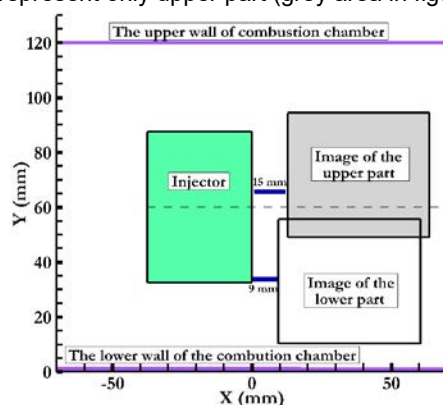 represent only upper part (grey area in fig
The upper wall of combustion chamber
120
100
80
60
40
20
0
Y (mm)
Injector
15 mm
Image of the
upper part
9 mm
Image of the
lower part
The lower wall of the combution chamber
-50
0
50
X (mm)